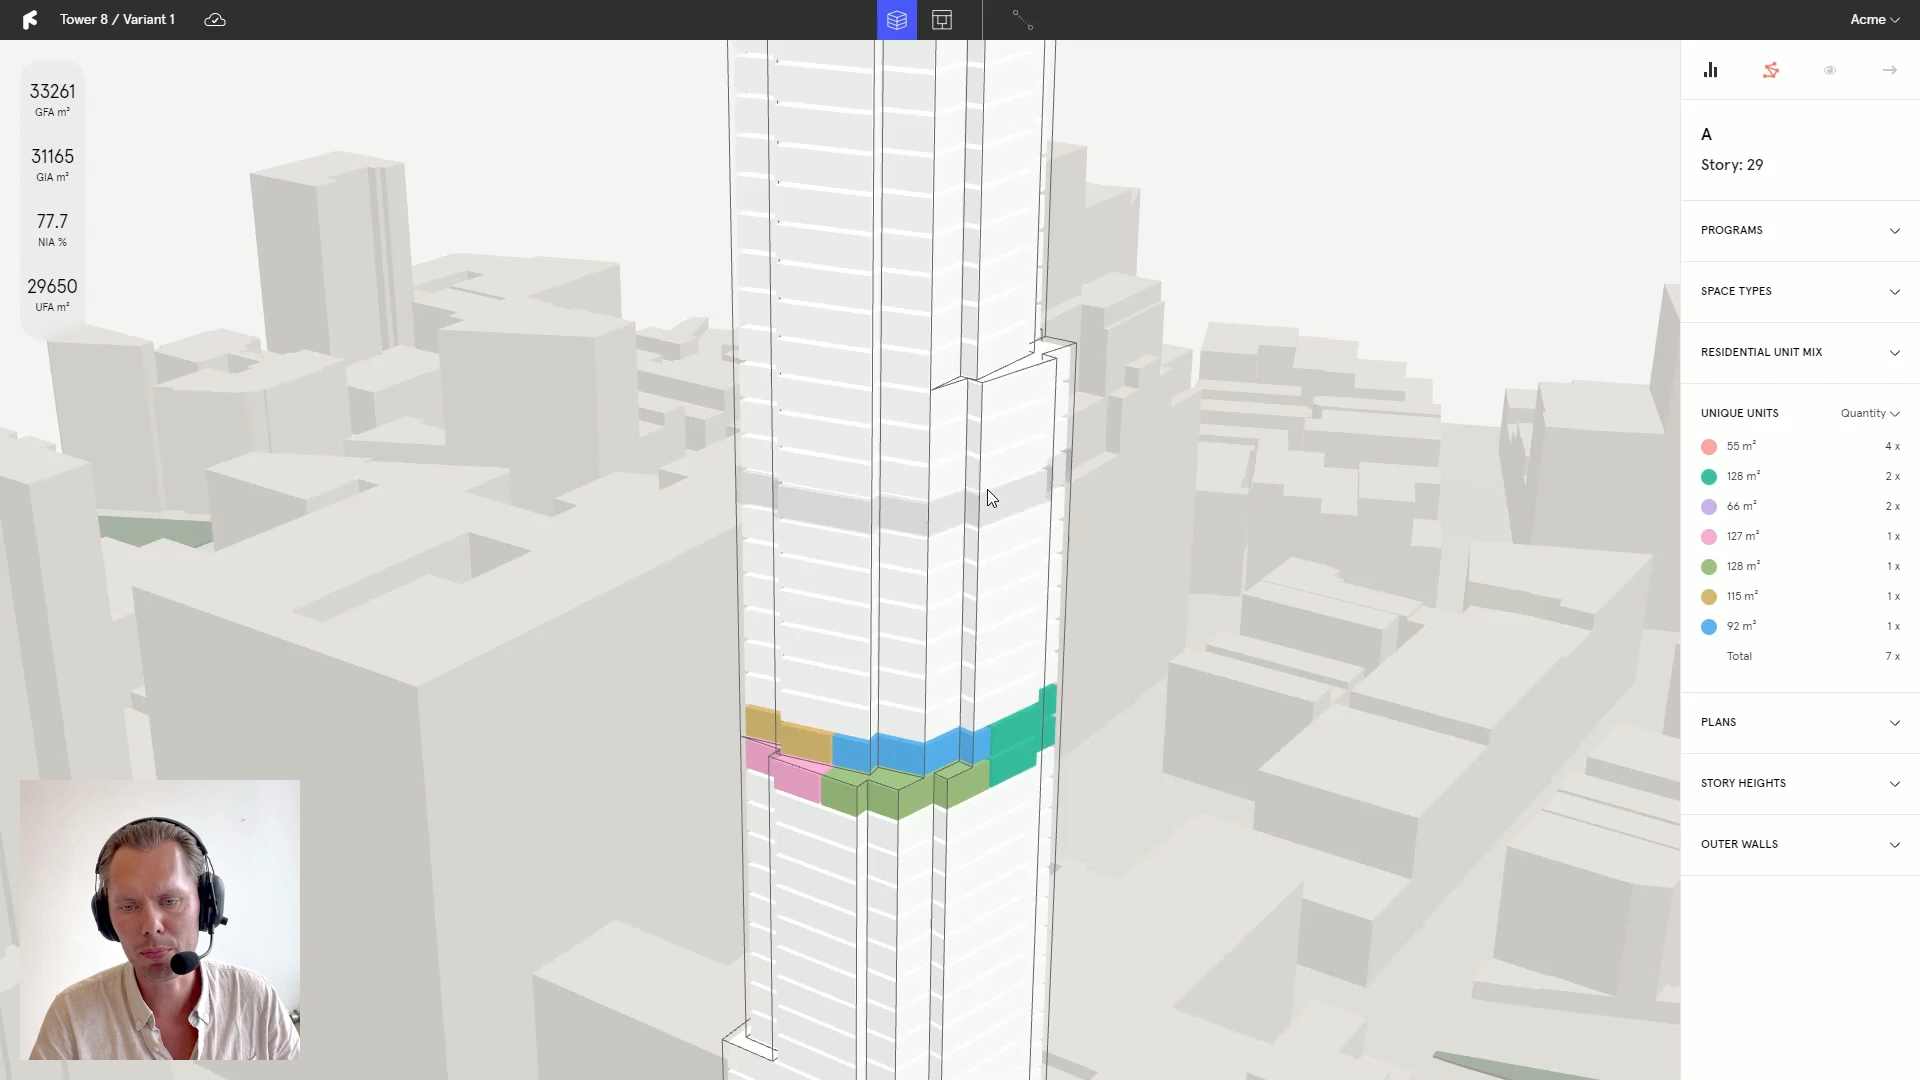 Tower 8 / Variant 1
Acme
33261
GFA m²
31165
GIA m²
77.7
NIA %
29650
UFA m²
A
Story: 29
PROGRAMS
SPACE TYPES
RESIDENTIAL UNIT MIX
UNIQUE UNITS Quantity
55 m² 4 x
128 m² 2 x
66 m² 2 x
127 m² 1 x
128 m² 1 x
115 m² 1 x
92 m² 1 x
Total 7 x
PLANS
STORY HEIGHTS
OUTER WALLS